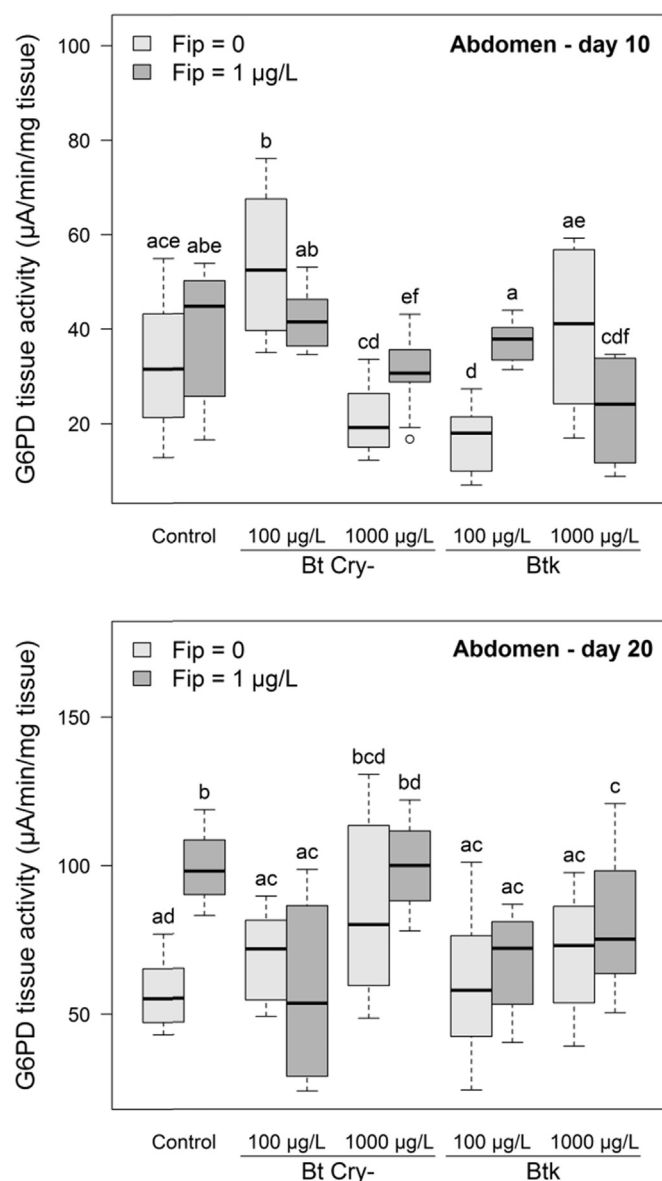 G6PD tissue activity (µA/min/mg tissue)
100
80
60
40
20
Fip = 0
Fip = 1 µg/L
Abdomen - day 10
ace
abe
b
ab
cd
ef
d
a
ae
cdf
Control
100 µg/L
1000 µg/L
100 µg/L
1000 µg/L
Bt Cry-
Btk
G6PD tissue activity (µA/min/mg tissue)
150
100
50
Fip = 0
Fip = 1 µg/L
Abdomen - day 20
ad
b
ac
ac
bcd
bd
ac
ac
ac
c
Control
100 µg/L
1000 µg/L
100 µg/L
1000 µg/L
Bt Cry-
Btk